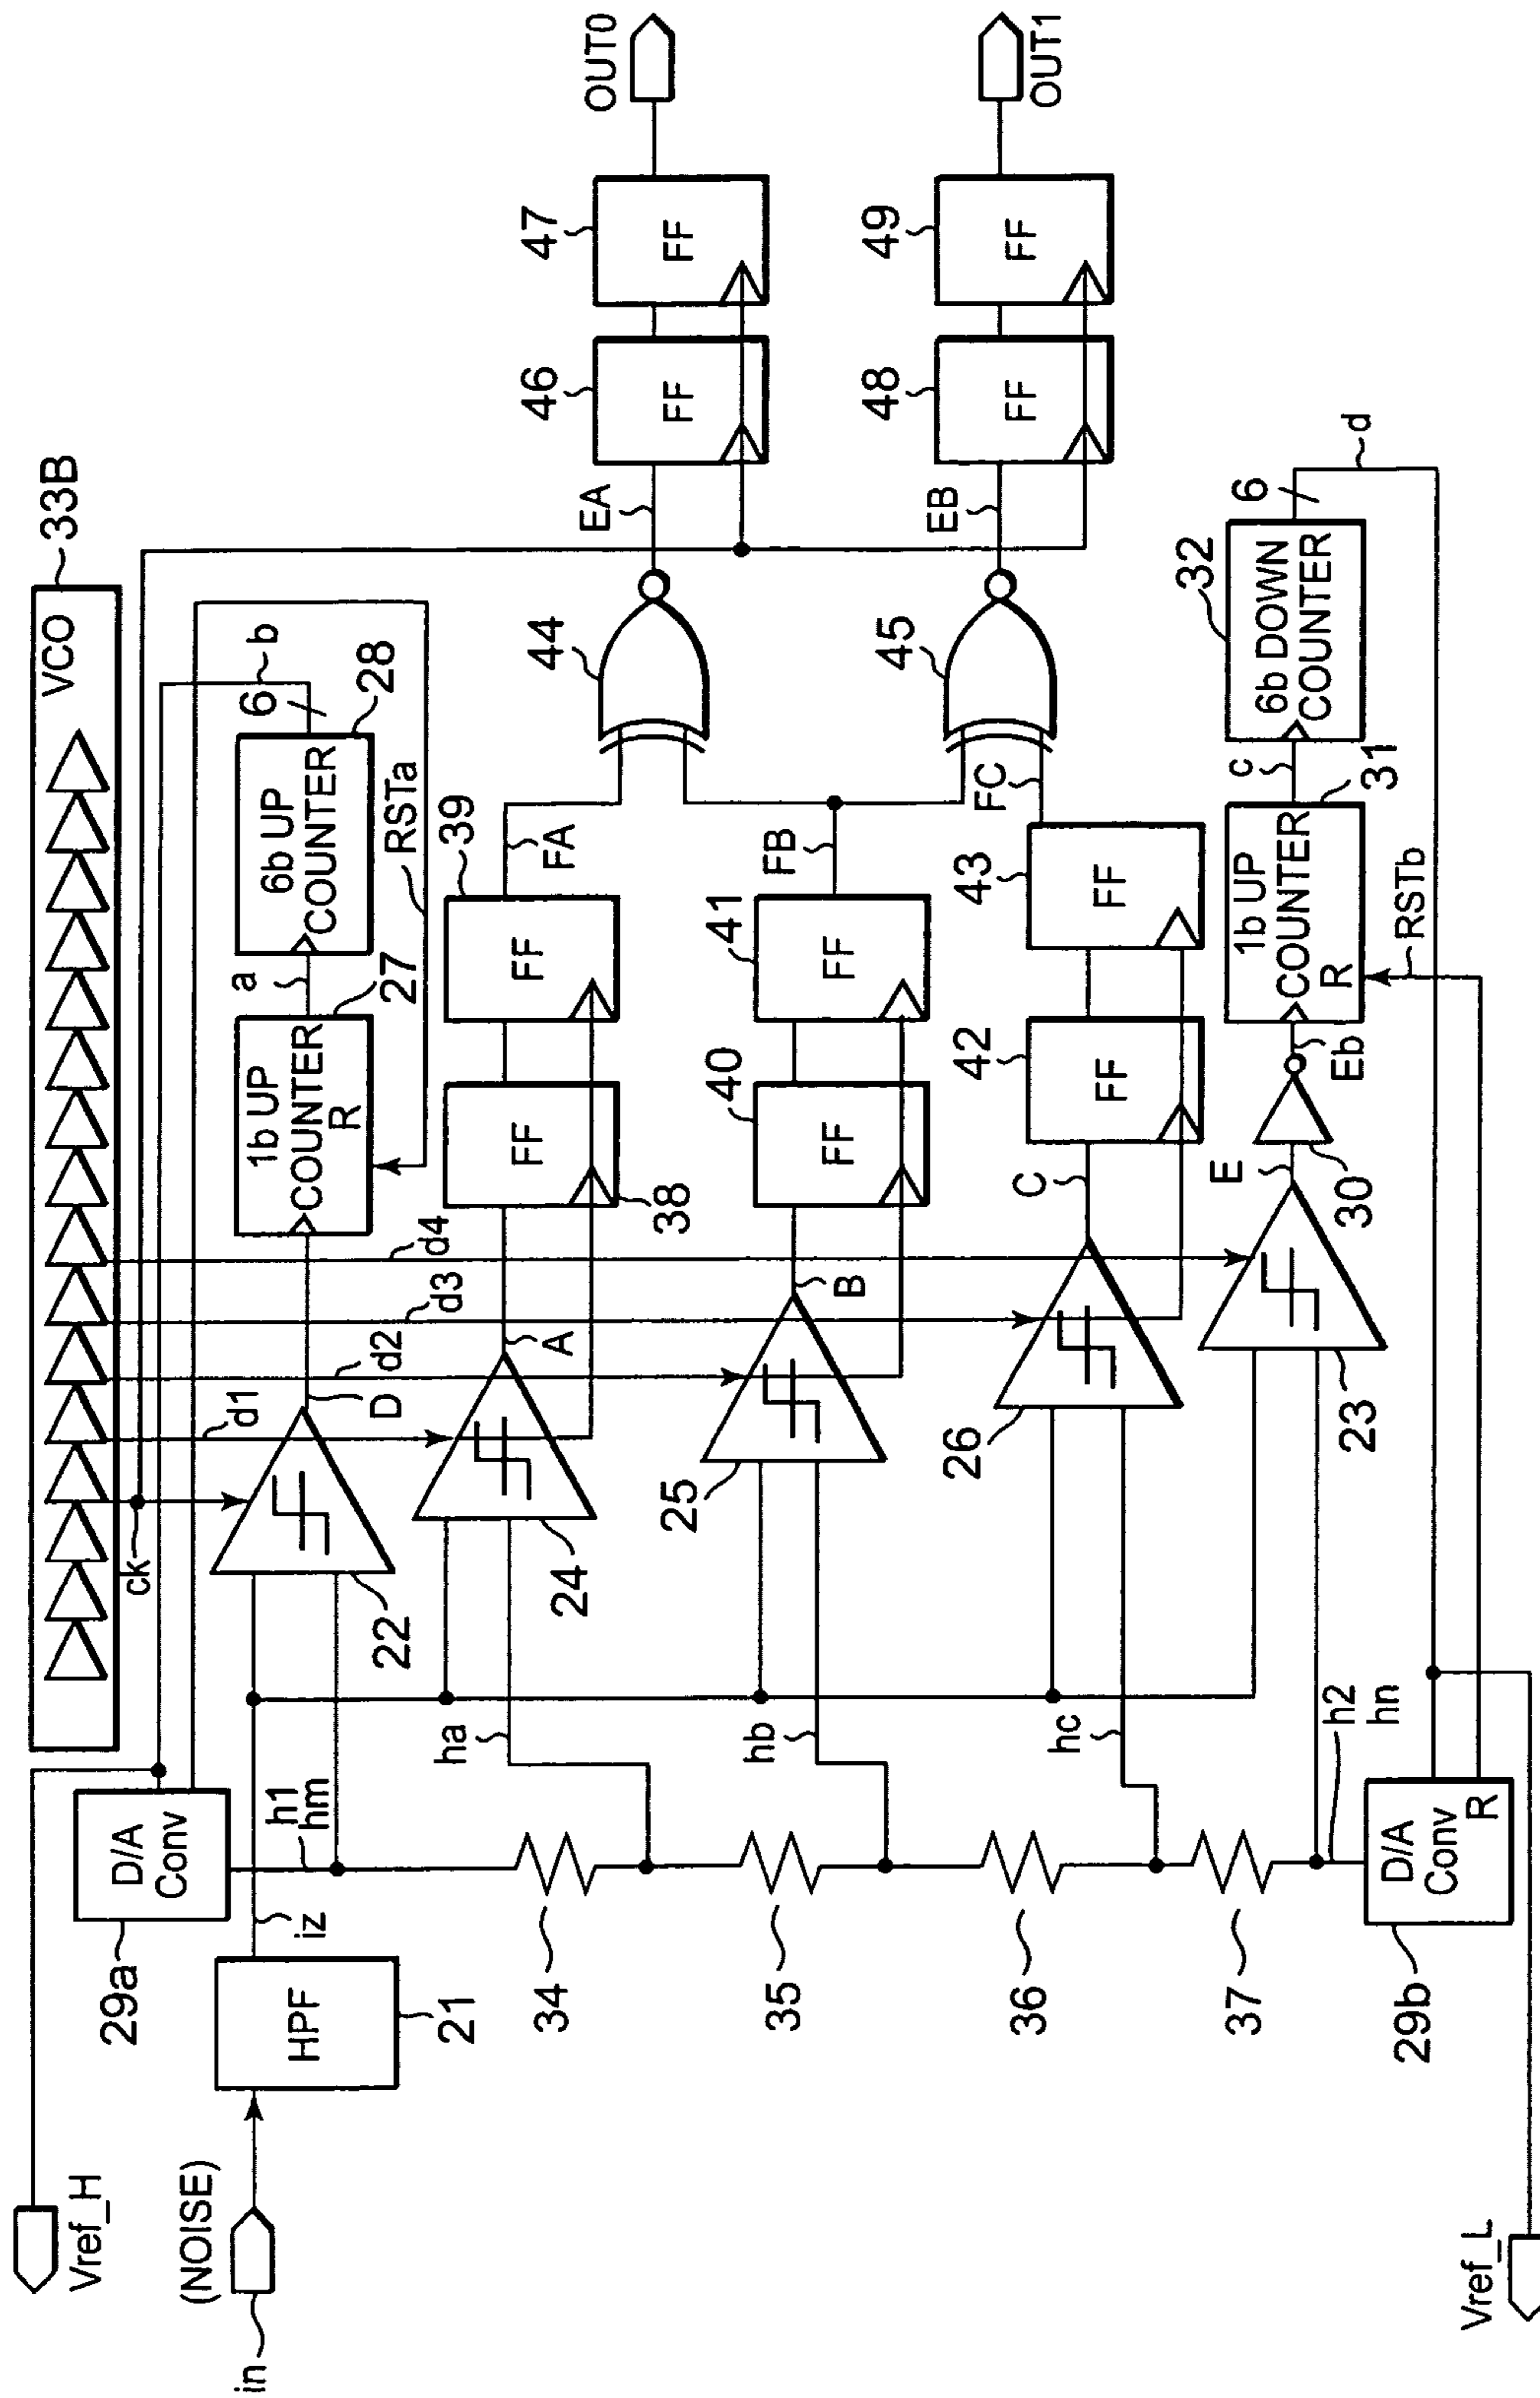 33B
VCO
Vref_H
29a
D/A
Conv
ck
b
6
28
6b UP
COUNTER
a
27
1b UP
COUNTER
R
RSTa
(NOISE)
in
HPF
21
iz
h1
hm
22
D
d1
d2
d3
d4
34
ha
24
A
38
FF
39
FF
FA
44
EA
46
FF
47
FF
OUT0
35
hb
25
B
40
FF
41
FF
FB
45
EB
48
FF
49
FF
OUT1
36
hc
26
C
42
FF
43
FF
FC
37
h2
hn
23
E
30
Eb
1b UP
COUNTER
R
31
RSTb
c
32
6b DOWN
COUNTER
6
d
D/A
Conv
R
29b
Vref_L